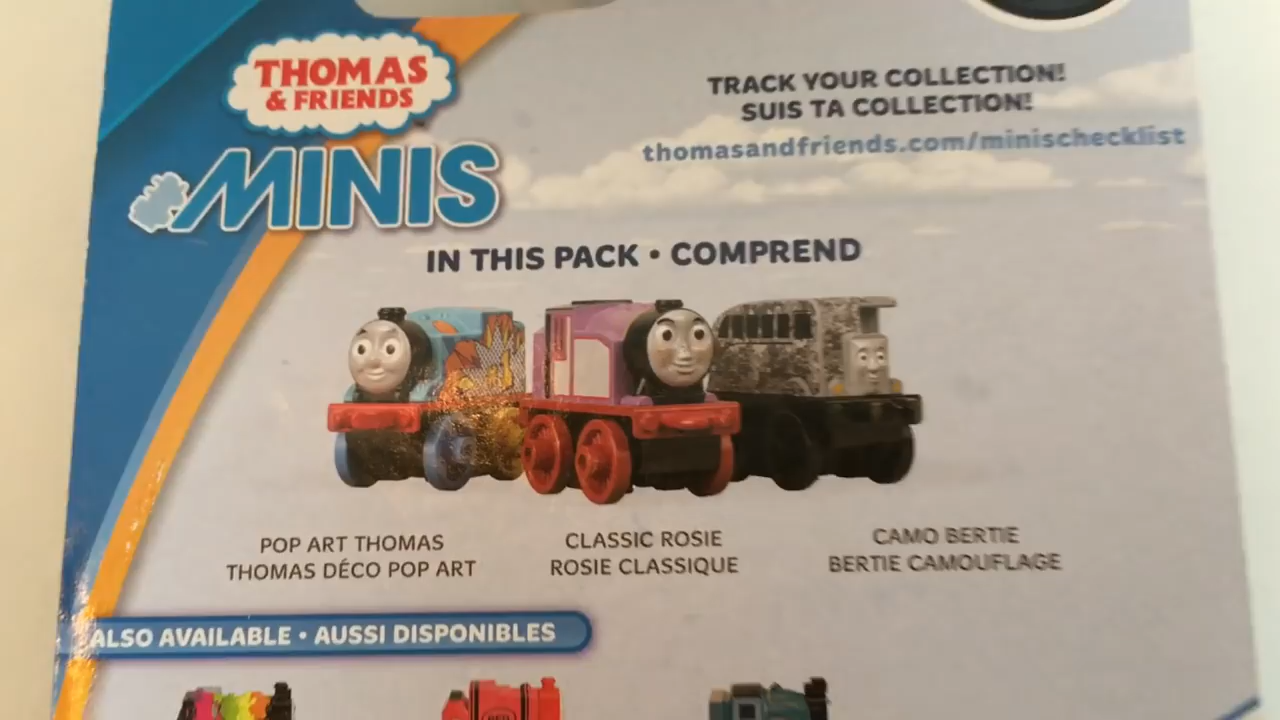 THOMAS
& FRIENDS
MINIS
TRACK YOUR COLLECTION!
SUIS TA COLLECTION!
thomasandfriends.com/minischecklist
IN THIS PACK • COMPREND
POP ART THOMAS
THOMAS DÉCO POP ART
CLASSIC ROSIE
ROSIE CLASSIQUE
CAMO BERTIE
BERTIE CAMOUFLAGE
ALSO AVAILABLE • AUSSI DISPONIBLES